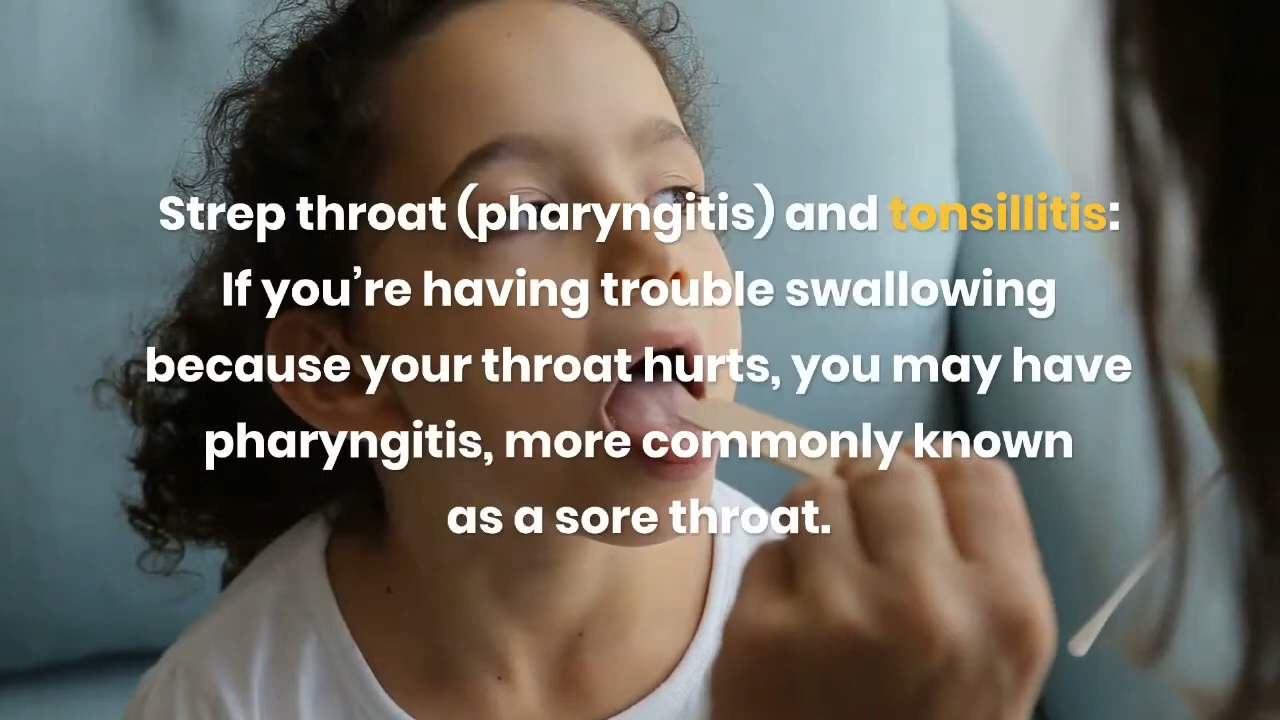 Strep throat (pharyngitis) and tonsillitis:
If you’re having trouble swallowing
because your throat hurts, you may have
pharyngitis, more commonly known
as a sore throat.